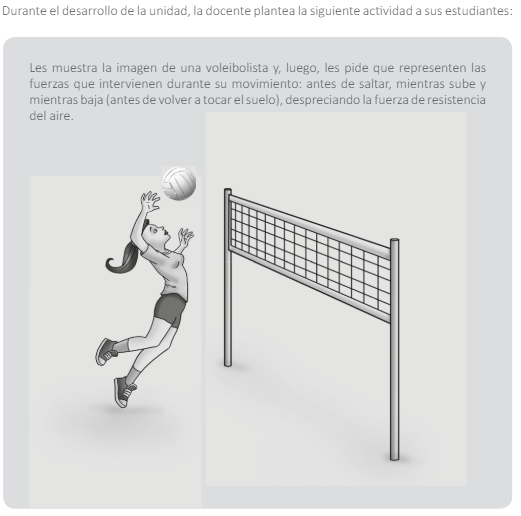 Durante el desarrollo de la unidad, la docente plantea la siguiente actividad a sus estudiantes:
Les muestra la imagen de una voleibolista y, luego, les pide que representen las
fuerzas que intervienen durante su movimiento: antes de saltar, mientras sube y
mientras baja (antes de volver a tocar el suelo), despreciando la fuerza de resistencia
del aire.